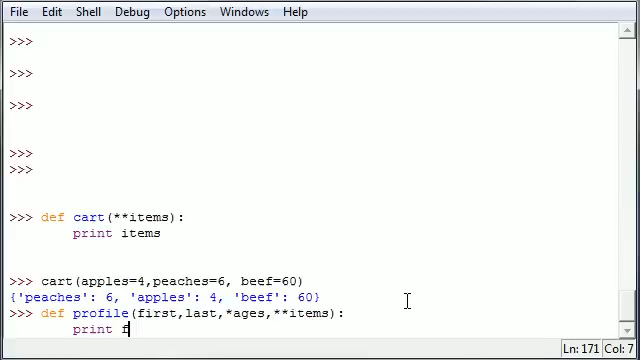 File Edit Shell Debug Options Windows Help
>>>
>>>
>>>
>>>
>>>
>>> def cart(**items):
print items
>>> cart(apples=4,peaches=6, beef=60)
{'peaches': 6, 'apples': 4, 'beef': 60}
>>> def profile(first,last,*ages,**items):
print f
Ln: 171 Col: 7